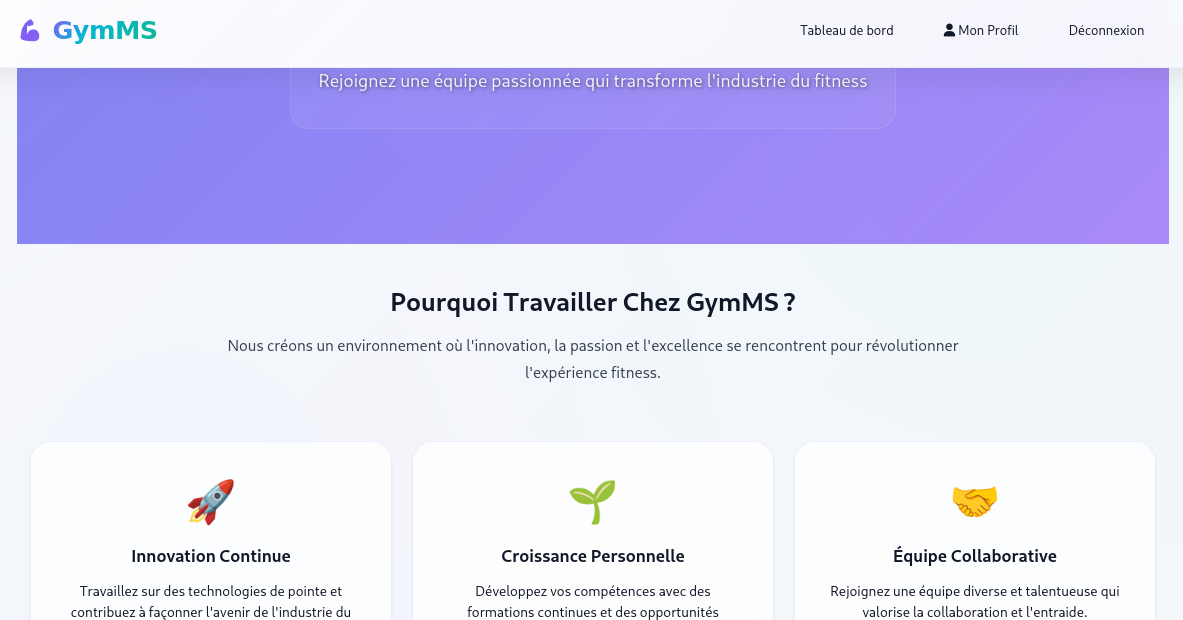 GymMS
Tableau de bord
Mon Profil
Déconnexion
Rejoignez une équipe passionnée qui transforme l'industrie du fitness
Pourquoi Travailler Chez GymMS ?
Nous créons un environnement où l'innovation, la passion et l'excellence se rencontrent pour révolutionner
l'expérience fitness.
Innovation Continue
Travaillez sur des technologies de pointe et
contribuez à façonner l'avenir de l'industrie du
Croissance Personnelle
Développez vos compétences avec des
formations continues et des opportunités
Équipe Collaborative
Rejoignez une équipe diverse et talentueuse qui
valorise la collaboration et l'entraide.